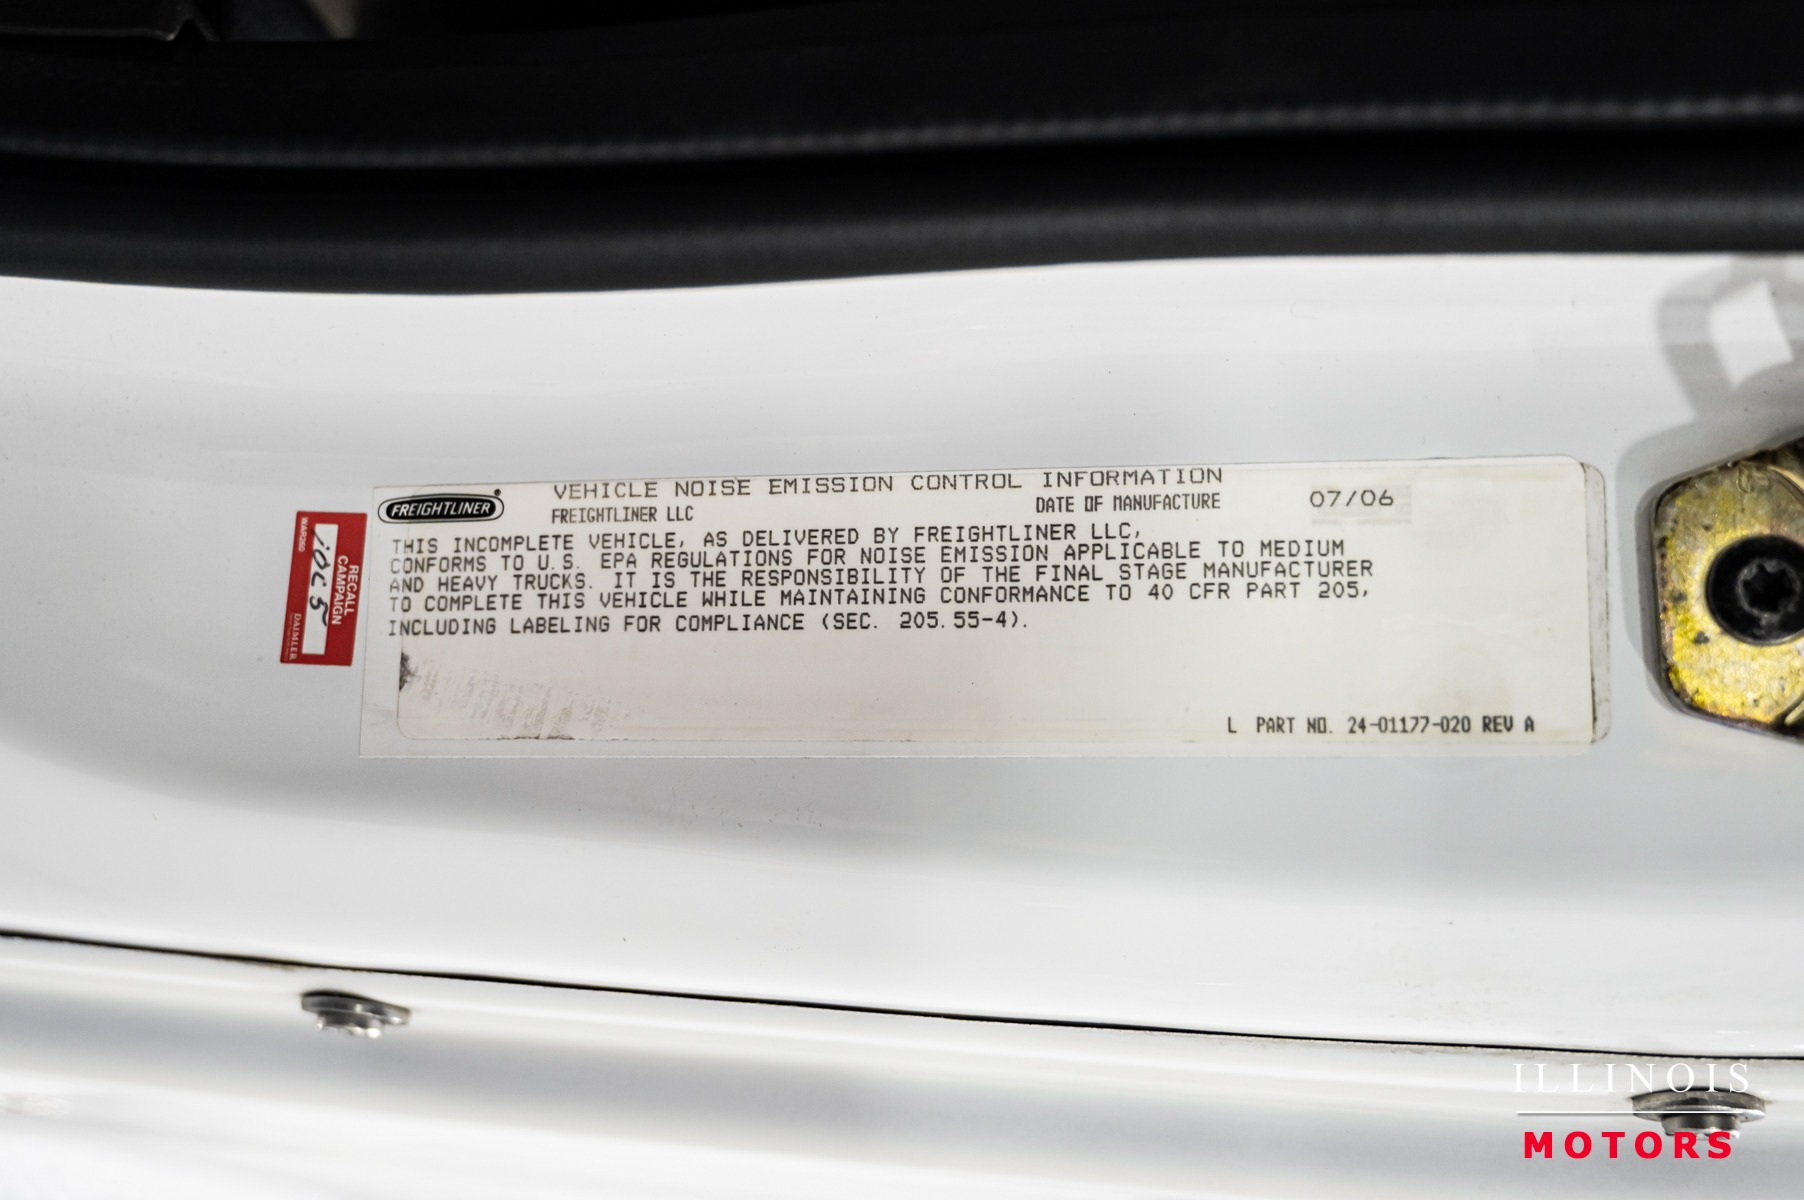 FREIGHTLINER®
VEHICLE NOISE EMISSION CONTROL INFORMATION
FREIGHTLINER LLC
DATE OF MANUFACTURE 07/06
THIS INCOMPLETE VEHICLE, AS DELIVERED BY FREIGHTLINER LLC,
CONFORMS TO U.S. EPA REGULATIONS FOR NOISE EMISSION APPLICABLE TO MEDIUM
AND HEAVY TRUCKS. IT IS THE RESPONSIBILITY OF THE FINAL STAGE MANUFACTURER
TO COMPLETE THIS VEHICLE WHILE MAINTAINING CONFORMANCE TO 40 CFR PART 205,
INCLUDING LABELING FOR COMPLIANCE (SEC. 205.55-4).
L PART NO. 24-01177-020 REV A
RECALL
CAMPAIGN
WAR260
DAIMLER
ILLINOIS
MOTORS